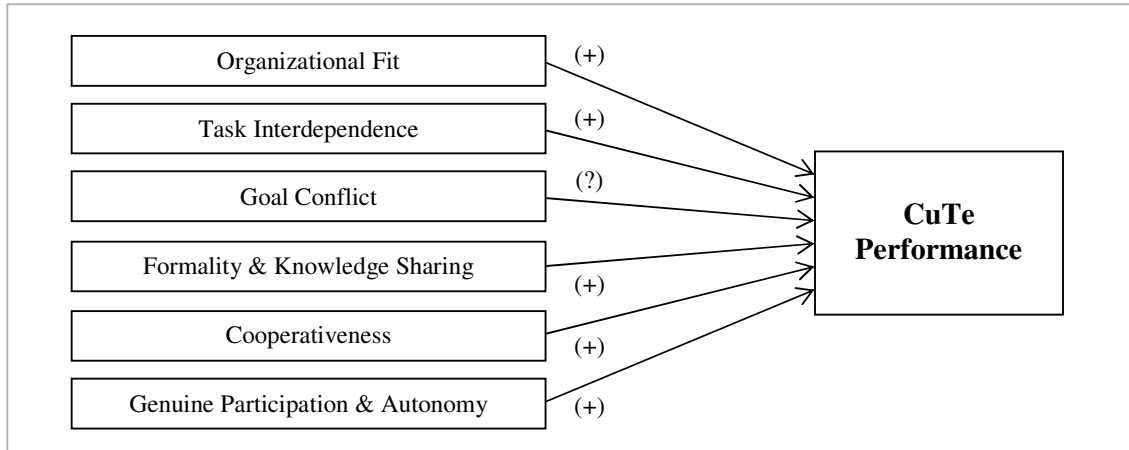 Organizational Fit
(+)
Task Interdependence
(+)
Goal Conflict
(?)
Formality & Knowledge Sharing
(+)
Cooperativeness
(+)
Genuine Participation & Autonomy
(+)
CuTe
Performance